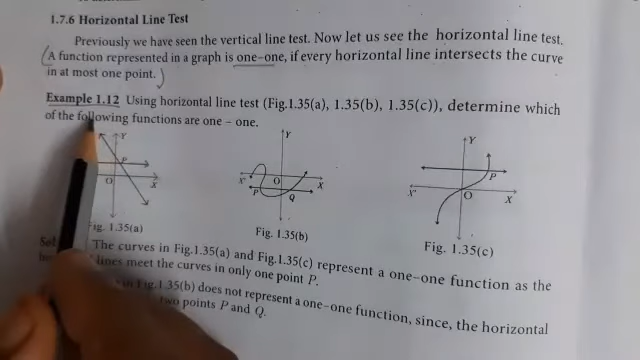 1.7.6 Horizontal Line Test
Previously we have seen the vertical line test. Now let us see the horizontal line test.
A function represented in a graph is one–one, if every horizontal line intersects the curve
in at most one point.
Example 1.12 Using horizontal line test (Fig.1.35(a), 1.35(b), 1.35(c)), determine which
of the following functions are one – one.
Y
P
O
X
Y
X'
P
O
Q
X
Y
P
X'
O
X
ig. 1.35(a)
Fig. 1.35(b)
Fig. 1.35(c)
The curves in Fig.1.35(a) and Fig.1.35(c) represent a one–one function as the
lines meet the curves in only one point P.
Fig.1.35(b) does not represent a one–one function, since, the horizontal
two points P and Q.